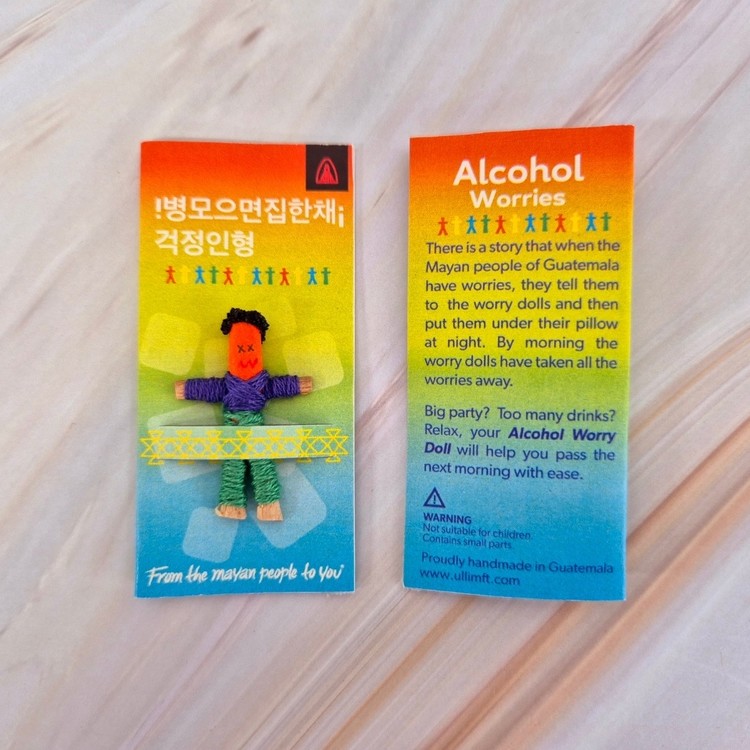 !병모으면집한채¡
걱정인형
From the mayan people to you
Alcohol
Worries
There is a story that when the
Mayan people of Guatemala
have worries, they tell them
to the worry dolls and then
put them under their pillow
at night. By morning the
worry dolls have taken all the
worries away.
Big party? Too many drinks?
Relax, your Alcohol Worry
Doll will help you pass the
next morning with ease.
WARNING
Not suitable for children.
Contains small parts.
Proudly handmade in Guatemala
www.ullimft.com